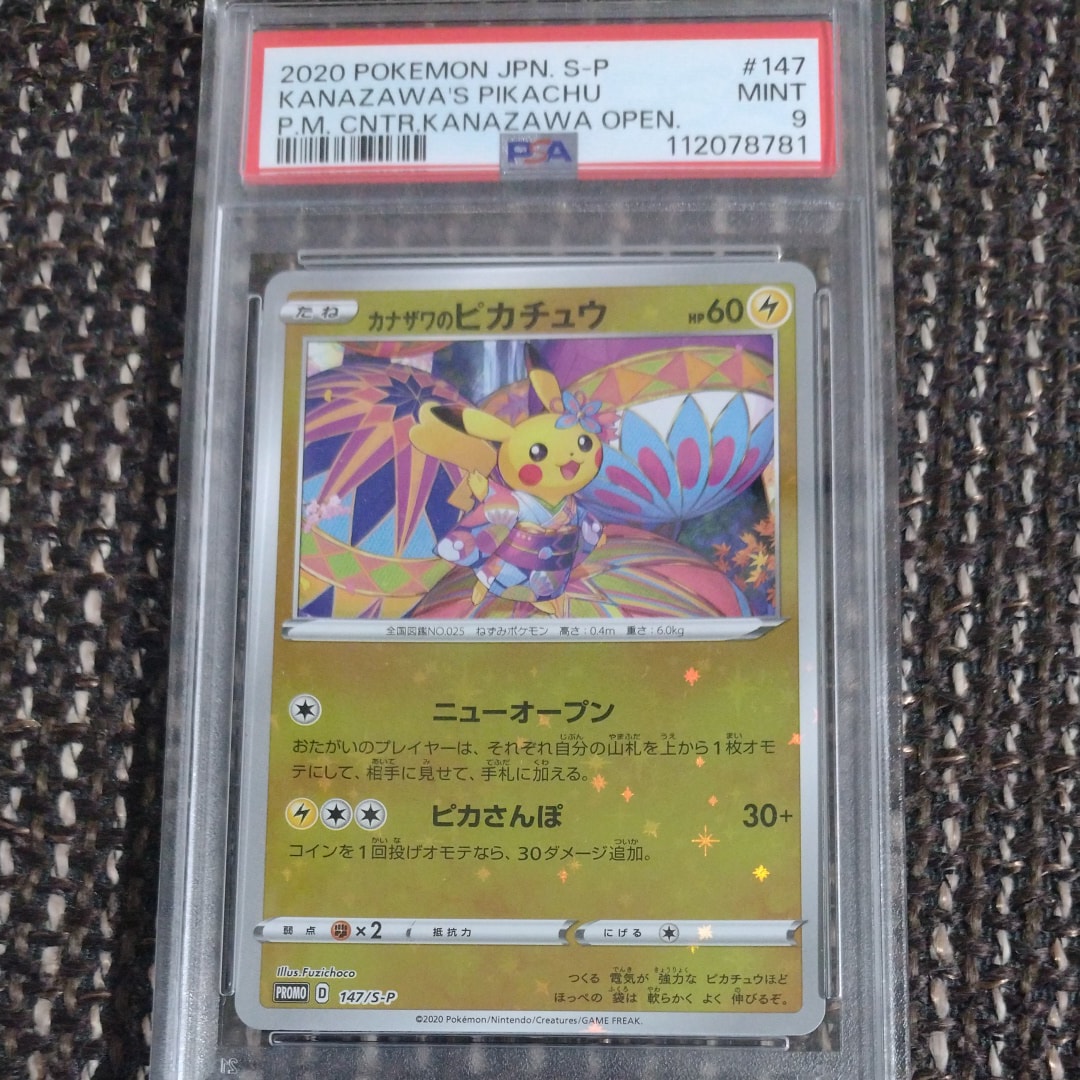 2020 POKEMON JPN. S-P #147
KANAZAWA'S PIKACHU MINT
P.M. CNTR.KANAZAWA OPEN. 9
PSA 112078781
たね カナザワのピカチュウ HP60
全国図鑑NO.025 ねずみポケモン 高さ:0.4m 重さ:6.0kg
ニューオープン
おたがいのプレイヤーは、それぞれ自分の山札を上から1枚オモ
テにして、相手に見せて、手札に加える。
ピカさんぽ 30+
コインを1回投げオモテなら、30ダメージ追加。
弱点 ×2 抵抗力 にげる
Illus.Fuzichoco
つくる 電気が 強力な ピカチュウほど
PROMO D 147/S-P ほっぺの 袋は 軟らかく よく 伸びるぞ。
©2020 Pokémon/Nintendo/Creatures/GAME FREAK.